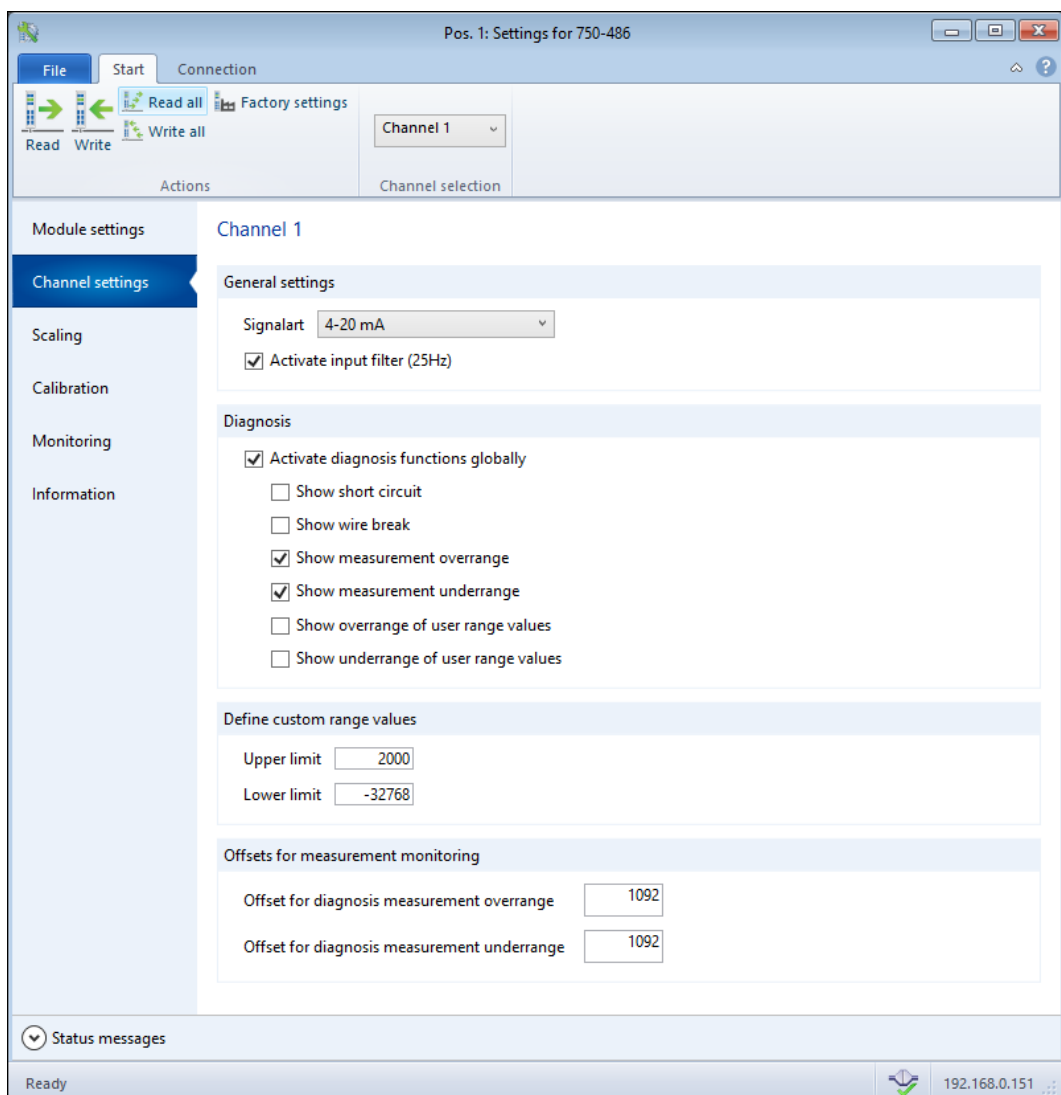 Pos. 1: Settings for 750-486
File Start Connection
Read all Factory settings
Write all
Read Write
Channel 1
Actions Channel selection
Module settings
Channel settings
Scaling
Calibration
Monitoring
Information
Channel 1
General settings
Signalart 4-20 mA
Activate input filter (25Hz)
Diagnosis
Activate diagnosis functions globally
Show short circuit
Show wire break
Show measurement overrange
Show measurement underrange
Show overrange of user range values
Show underrange of user range values
Define custom range values
Upper limit 2000
Lower limit -32768
Offsets for measurement monitoring
Offset for diagnosis measurement overrange 1092
Offset for diagnosis measurement underrange 1092
Status messages
Ready 192.168.0.151